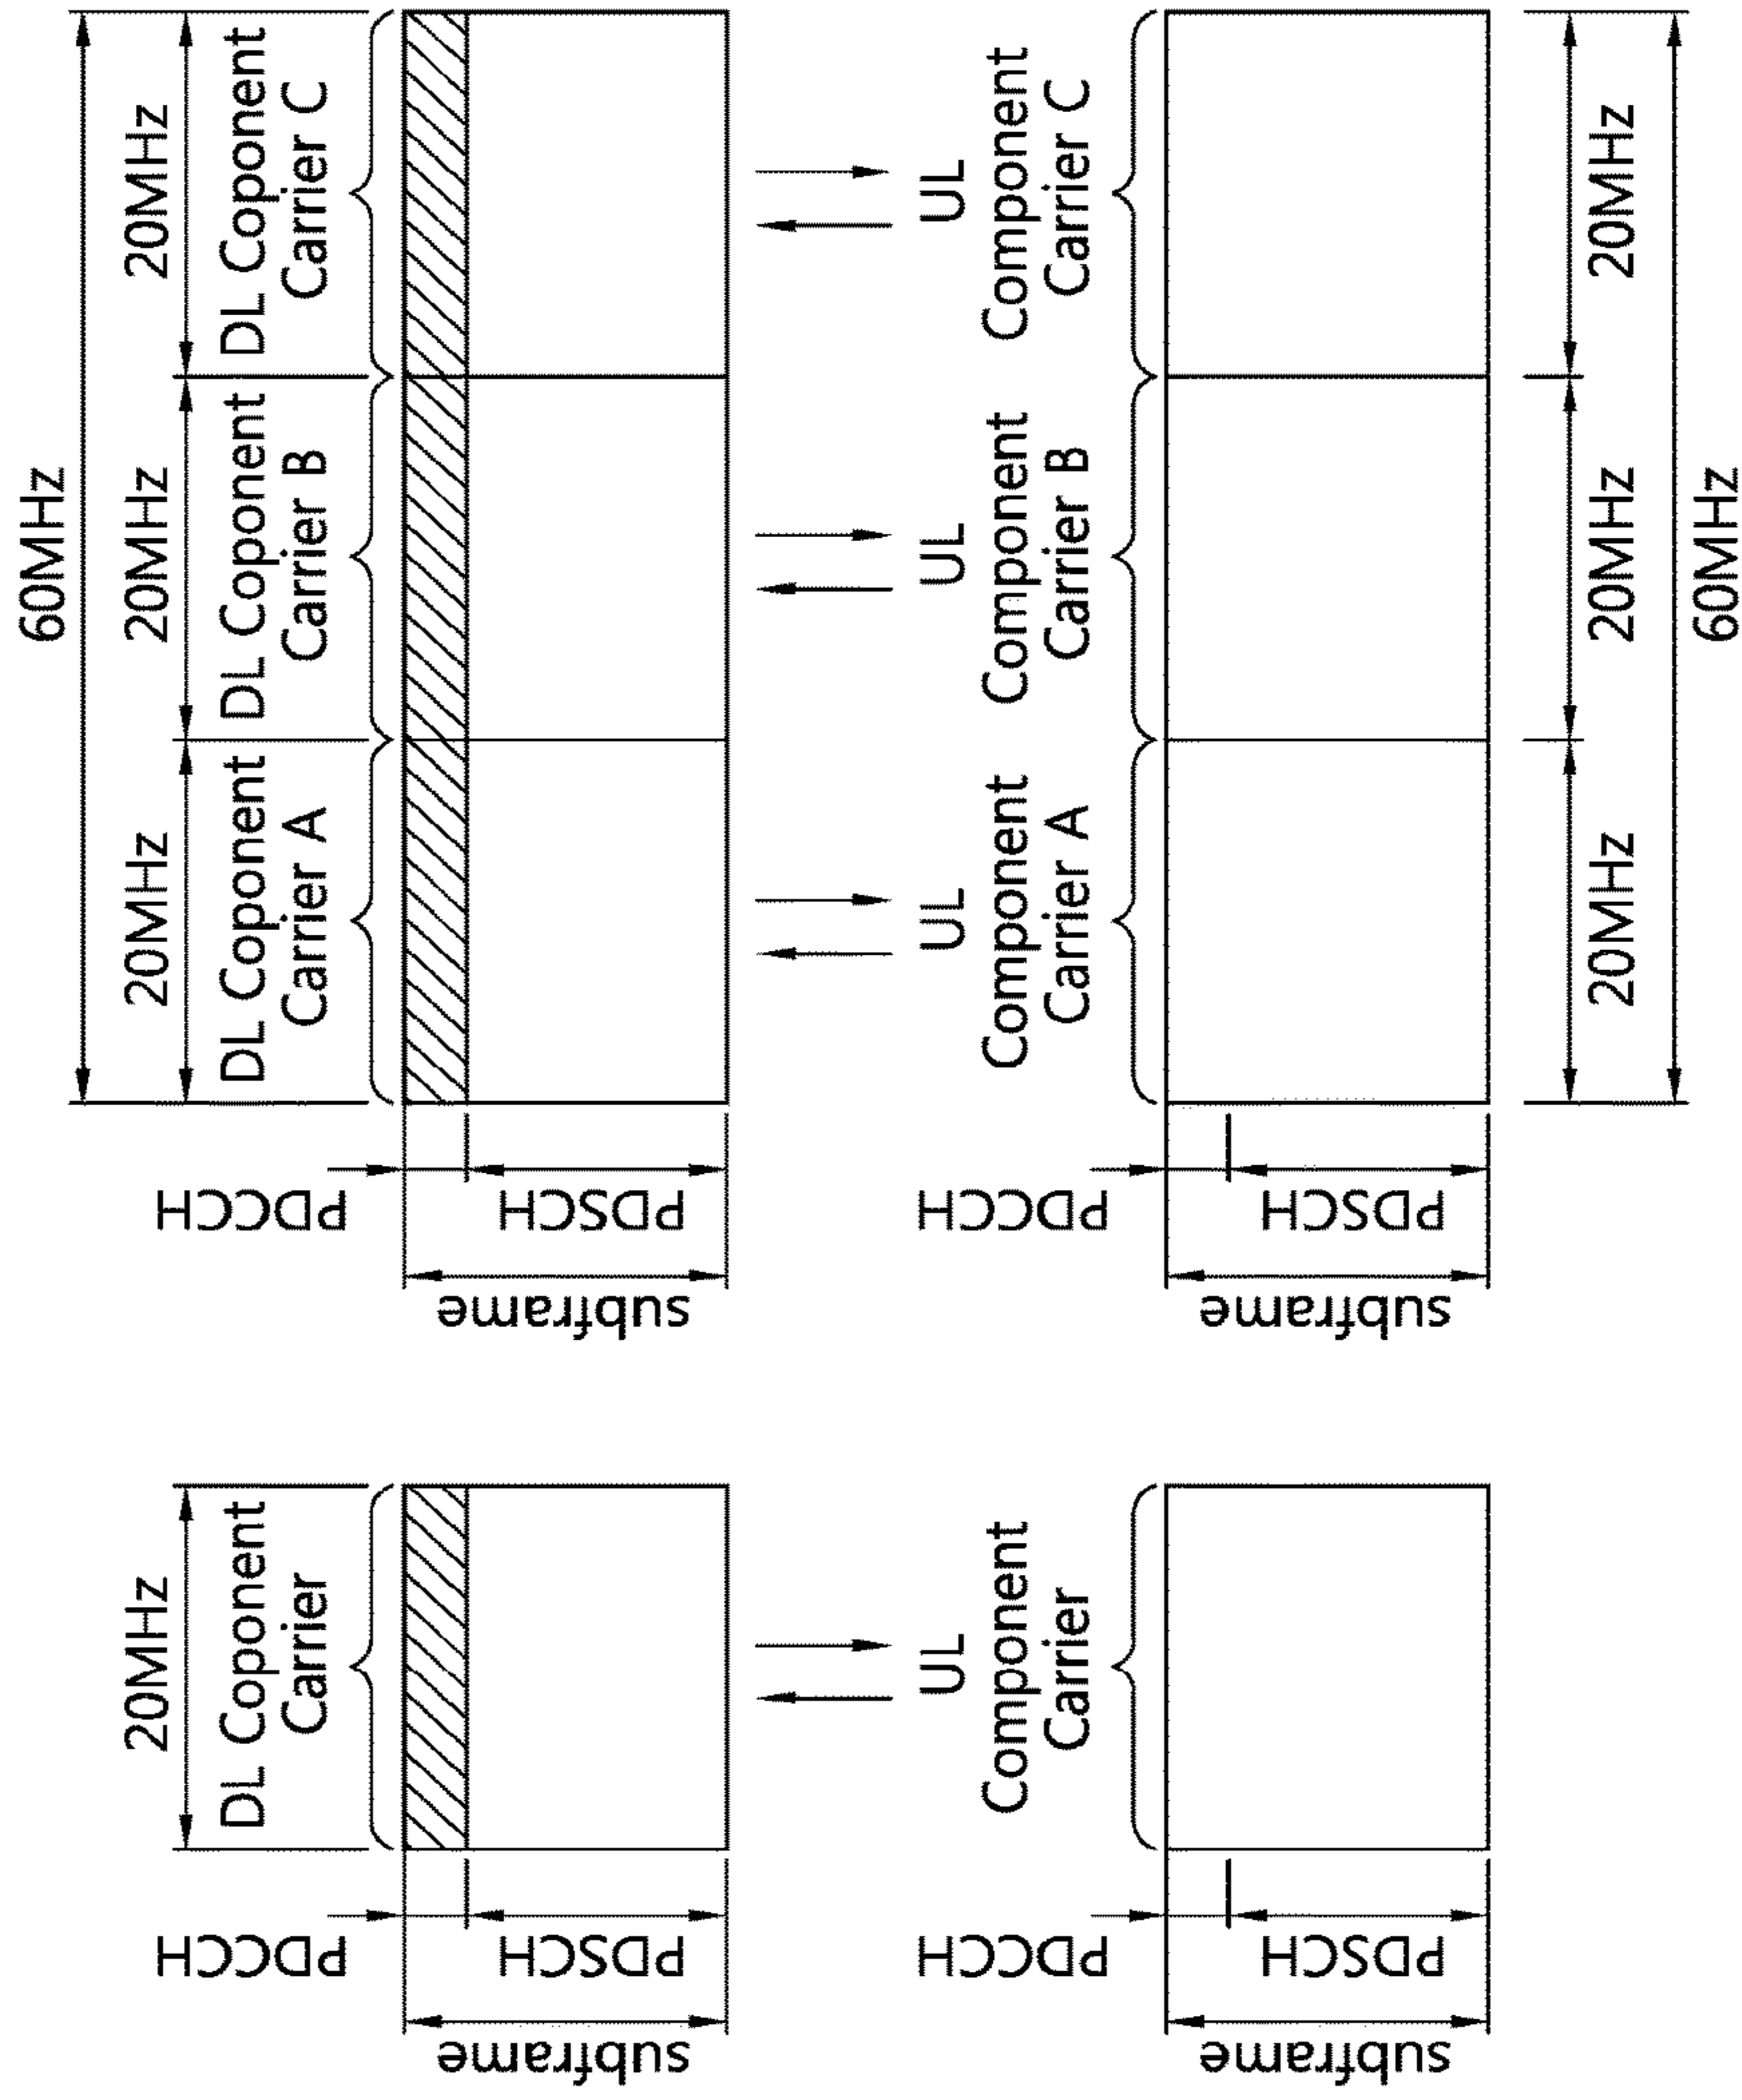 20MHz
DL Coponent
Carrier
PDCCH
PDSCH
subframe
UL
Component
Carrier
PDCCH
PDSCH
subframe
60MHz
20MHz
20MHz
20MHz
DL Coponent
Carrier A
DL Coponent
Carrier B
DL Coponent
Carrier C
PDCCH
PDSCH
subframe
UL
Component
Carrier A
UL
Component
Carrier B
UL
Component
Carrier C
PDCCH
PDSCH
subframe
20MHz
20MHz
20MHz
60MHz